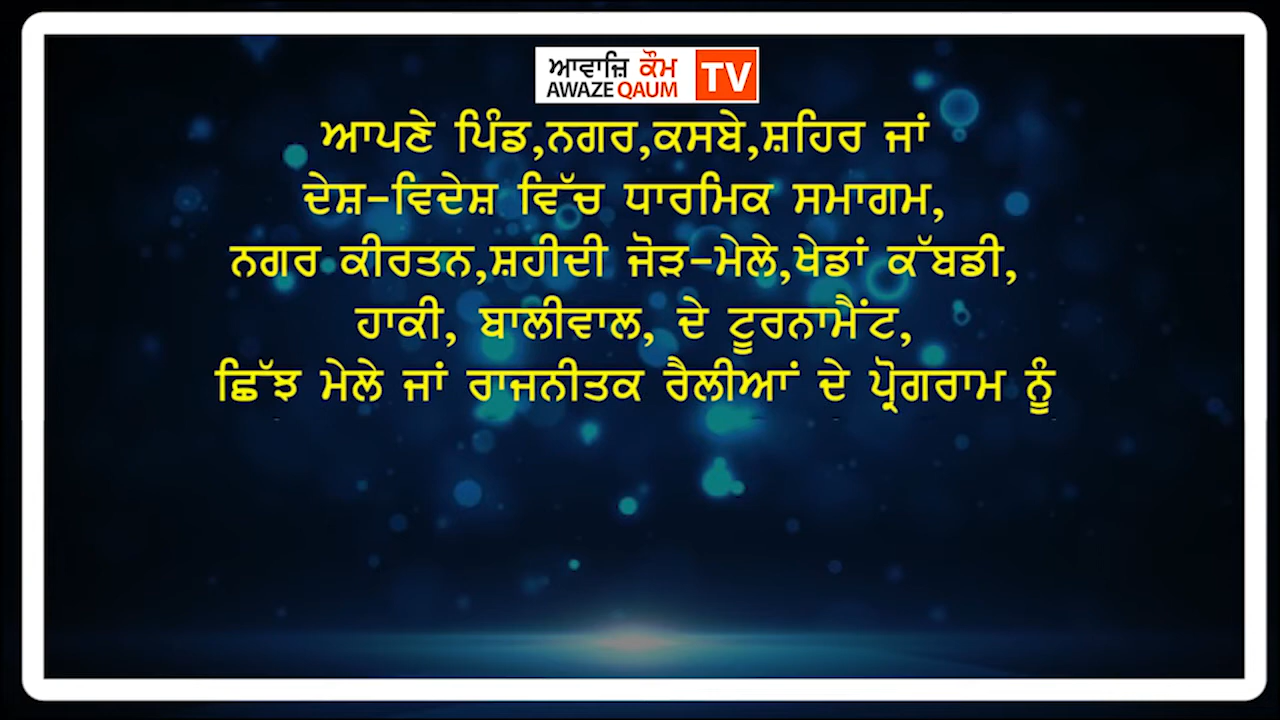 ਆਵਾਜ਼ਿ ਕੌਮ TV
AWAZE QAUM
ਆਪਣੇ ਪਿੰਡ,ਨਗਰ,ਕਸਬੇ,ਸ਼ਹਿਰ ਜਾਂ
ਦੇਸ਼-ਵਿਦੇਸ਼ ਵਿੱਚ ਧਾਰਮਿਕ ਸਮਾਗਮ,
ਨਗਰ ਕੀਰਤਨ,ਸ਼ਹੀਦੀ ਜੋੜ-ਮੇਲੇ,ਖੇਡਾਂ ਕੱਬਡੀ,
ਹਾਕੀ, ਬਾਲੀਵਾਲ, ਦੇ ਟੂਰਨਾਮੈਂਟ,
ਛਿੱਝ ਮੇਲੇ ਜਾਂ ਰਾਜਨੀਤਕ ਰੈਲੀਆਂ ਦੇ ਪ੍ਰੋਗਰਾਮ ਨੂੰ